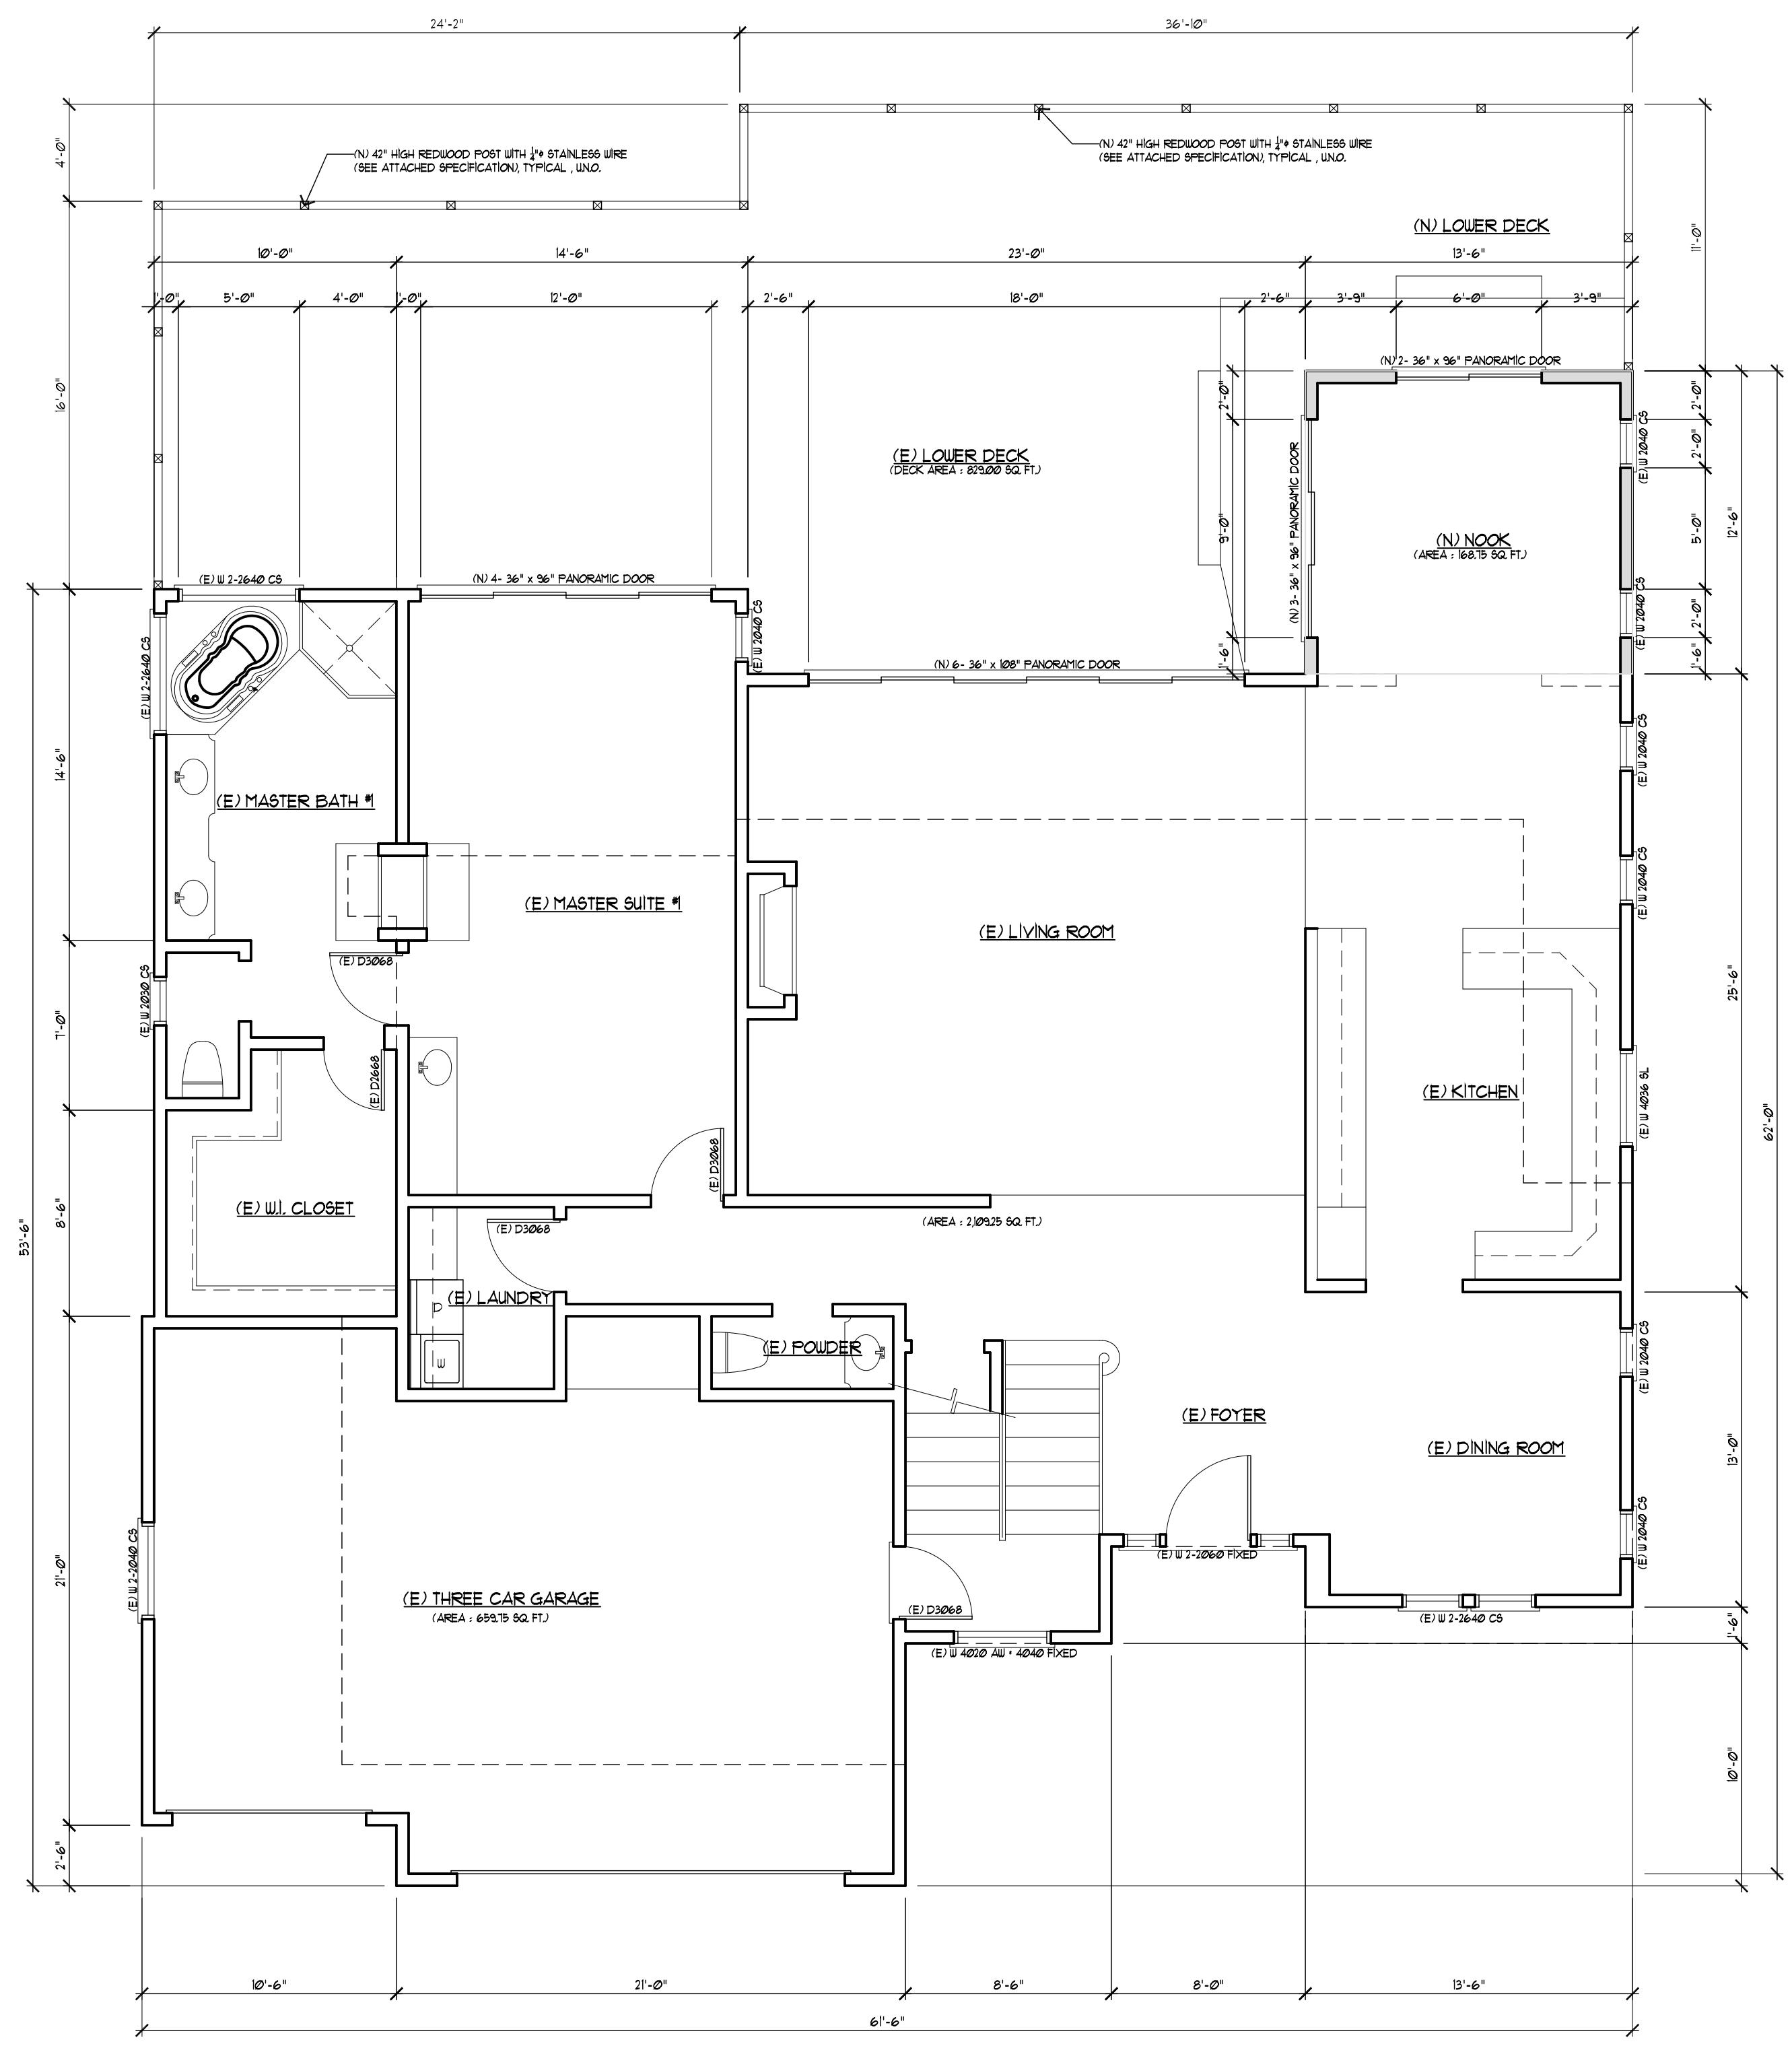 24'-2"
36'-10"
4'-0"
(N) 42" HIGH REDWOOD POST WITH ¼"ϕ STAINLESS WIRE
(SEE ATTACHED SPECIFICATION), TYPICAL , U.N.O.
(N) 42" HIGH REDWOOD POST WITH ¼"ϕ STAINLESS WIRE
(SEE ATTACHED SPECIFICATION), TYPICAL , U.N.O.
(N) LOWER DECK
11'-0"
10'-0"
14'-6"
23'-0"
13'-6"
1'-0"
5'-0"
4'-0"
1'-0"
12'-0"
2'-6"
18'-0"
2'-6"
3'-9"
6'-0"
3'-9"
(N) 2- 36" x 96" PANORAMIC DOOR
16'-0"
2'-0"
9'-0"
1'-6"
(N) 3- 36" x 96" PANORAMIC DOOR
(E) LOWER DECK
(DECK AREA : 829.00 SQ. FT.)
(N) NOOK
(AREA : 168.75 SQ. FT.)
(E) W 2040 CS
(E) W 2040 CS
2'-0"
2'-0"
5'-0"
2'-0"
1'-6"
12'-6"
(E) W 2-2640 CS
(N) 4- 36" x 96" PANORAMIC DOOR
(E) W 2040 CS
(N) 6- 36" x 108" PANORAMIC DOOR
(E) W 2-2640 CS
14'-6"
(E) MASTER BATH #1
(E) MASTER SUITE #1
(E) LIVING ROOM
(E) W 2040 CS
(E) W 2040 CS
25'-6"
(E) D3068
(E) W 2030 CS
7'-0"
(E) D2668
(E) KITCHEN
(E) W 4036 SL
62'-0"
(E) D3068
53'-6"
8'-6"
(E) W.I. CLOSET
(E) D3068
(AREA : 2,109.25 SQ. FT.)
(E) LAUNDRY
D
W
(E) POWDER
(E) W 2040 CS
(E) FOYER
(E) DINING ROOM
13'-0"
(E) W 2040 CS
(E) W 2-2060 FIXED
(E) W 2-2040 CS
21'-0"
(E) THREE CAR GARAGE
(AREA : 659.75 SQ. FT.)
(E) D3068
(E) W 2-2640 CS
1'-6"
(E) W 4020 AW + 4040 FIXED
10'-0"
2'-6"
10'-6"
21'-0"
8'-6"
8'-0"
13'-6"
61'-6"